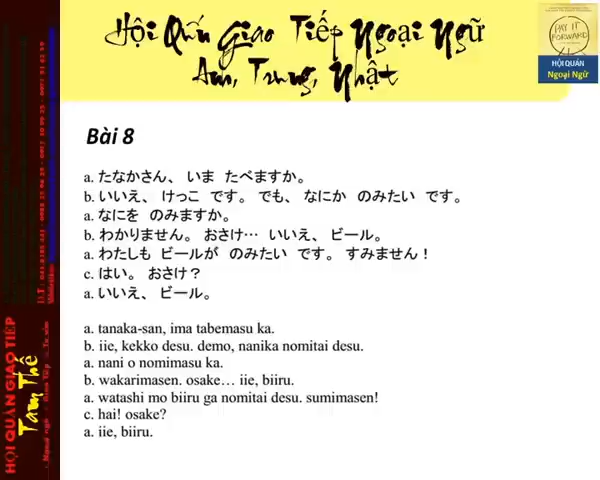 Hội Quán Giao Tiếp Ngoại Ngữ
Anh, Trung, Nhật
PAY IT
FORWARD
HỘI QUÁN
Ngoại Ngữ
Bài 8
a. たなかさん、 いま たべますか。
b. いいえ、 けっこ です。 でも、 なにか のみたい です。
a. なにを のみますか。
b. わかりません。 おさけ… いいえ、 ビール。
a. わたしも ビールが のみたい です。 すみません！
c. はい。 おさけ？
a. いいえ、 ビール。
a. tanaka-san, ima tabemasu ka.
b. iie, kekko desu. demo, nanika nomitai desu.
a. nani o nomimasu ka.
b. wakarimasen. osake… iie, biiru.
a. watashi mo biiru ga nomitai desu. sumimasen!
c. hai! osake?
a. iie, biiru.
HỘI QUÁN GIAO TIẾP
Tam Thể